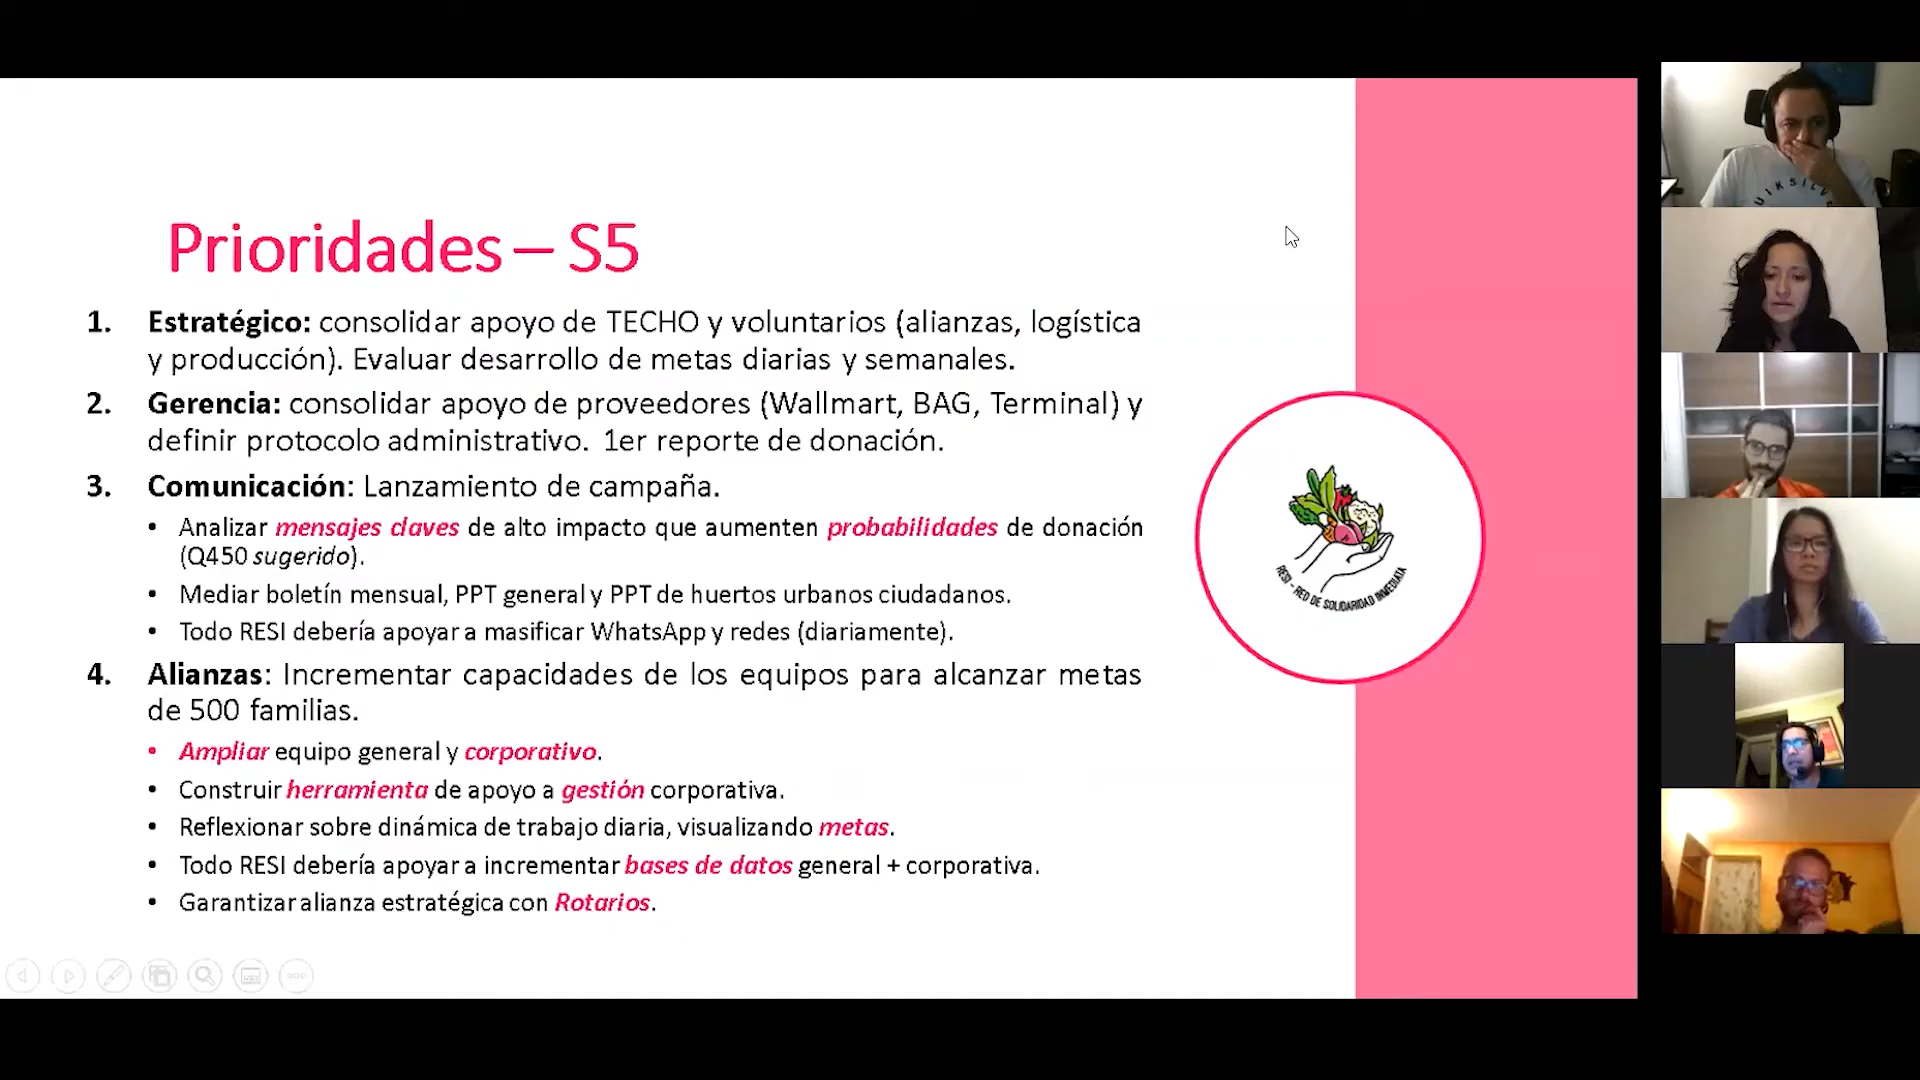 Prioridades – S5
1. Estratégico: consolidar apoyo de TECHO y voluntarios (alianzas, logística
y producción). Evaluar desarrollo de metas diarias y semanales.
2. Gerencia: consolidar apoyo de proveedores (Wallmart, BAG, Terminal) y
definir protocolo administrativo. 1er reporte de donación.
3. Comunicación: Lanzamiento de campaña.
• Analizar mensajes claves de alto impacto que aumenten probabilidades de donación
(Q450 sugerido).
• Mediar boletín mensual, PPT general y PPT de huertos urbanos ciudadanos.
• Todo RESI debería apoyar a masificar WhatsApp y redes (diariamente).
4. Alianzas: Incrementar capacidades de los equipos para alcanzar metas
de 500 familias.
• Ampliar equipo general y corporativo.
• Construir herramienta de apoyo a gestión corporativa.
• Reflexionar sobre dinámica de trabajo diaria, visualizando metas.
• Todo RESI debería apoyar a incrementar bases de datos general + corporativa.
• Garantizar alianza estratégica con Rotarios.
RESI - RED DE SOLIDARIDAD INMEDIATA